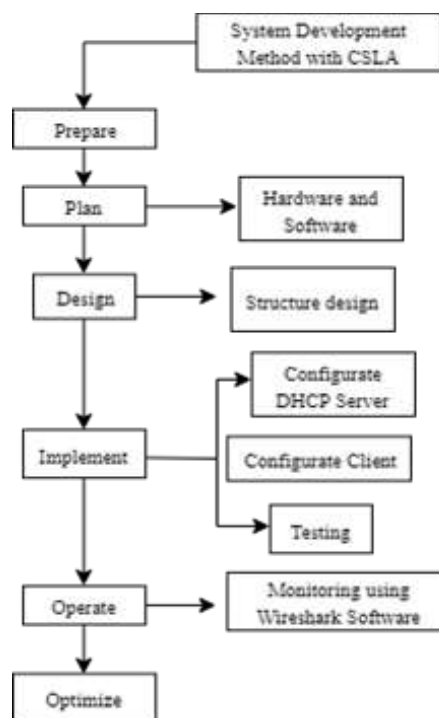 System Development
Method with CSLA
Prepare
Plan
Hardware and
Software
Design
Structure design
Configurate
DHCP Server
Implement
Configurate Client
Testing
Operate
Monitoring using
Wireshark Software
Optimize